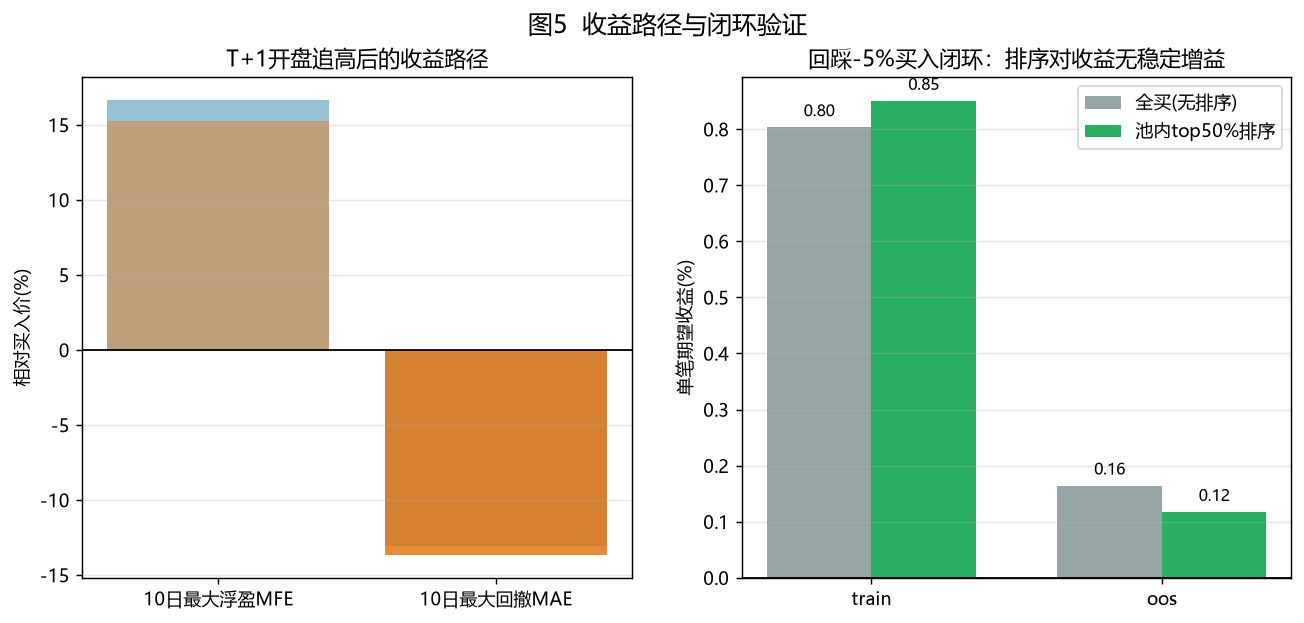 图5 收益路径与闭环验证
T+1开盘追高后的收益路径
相对买入价(%)
15
10
5
0
-5
-10
-15
10日最大浮盈MFE
10日最大回撤MAE
回踩-5%买入闭环：排序对收益无稳定增益
单笔期望收益(%)
0.8
0.7
0.6
0.5
0.4
0.3
0.2
0.1
0.0
0.80
0.85
0.16
0.12
全买(无排序)
池内top50%排序
train
oos